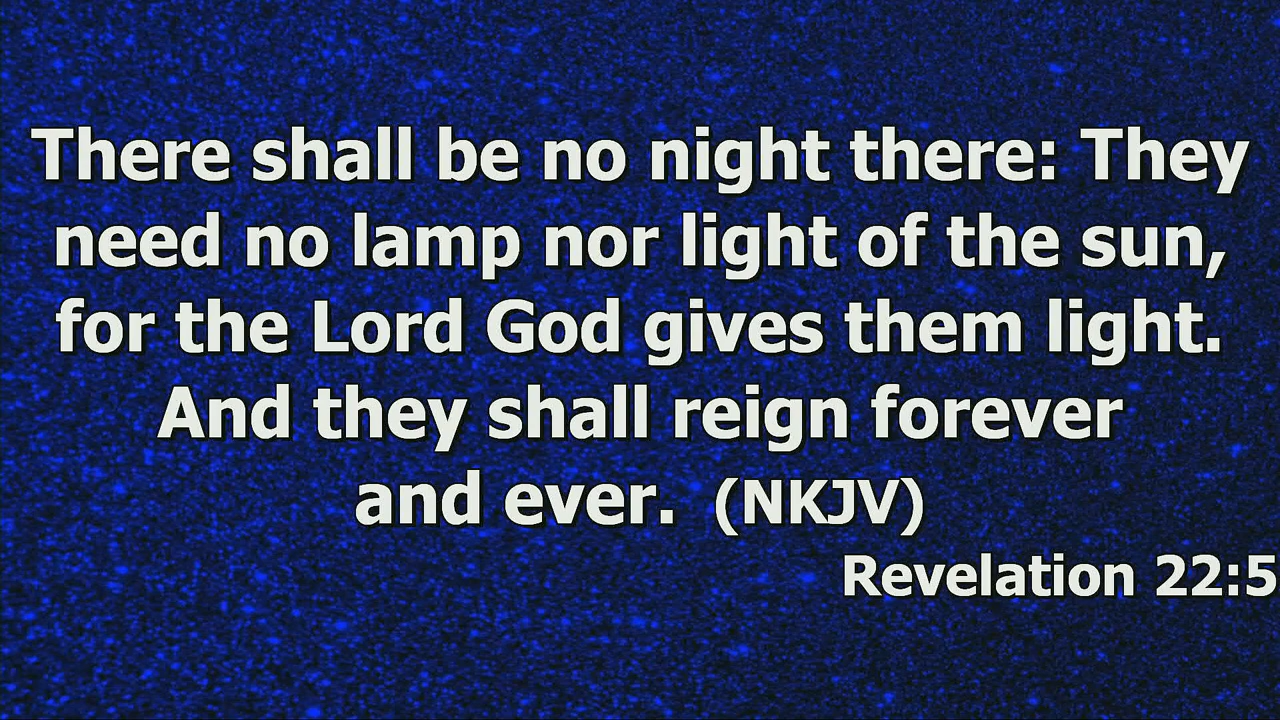 There shall be no night there: They
need no lamp nor light of the sun,
for the Lord God gives them light.
And they shall reign forever
and ever. (NKJV)
Revelation 22:5